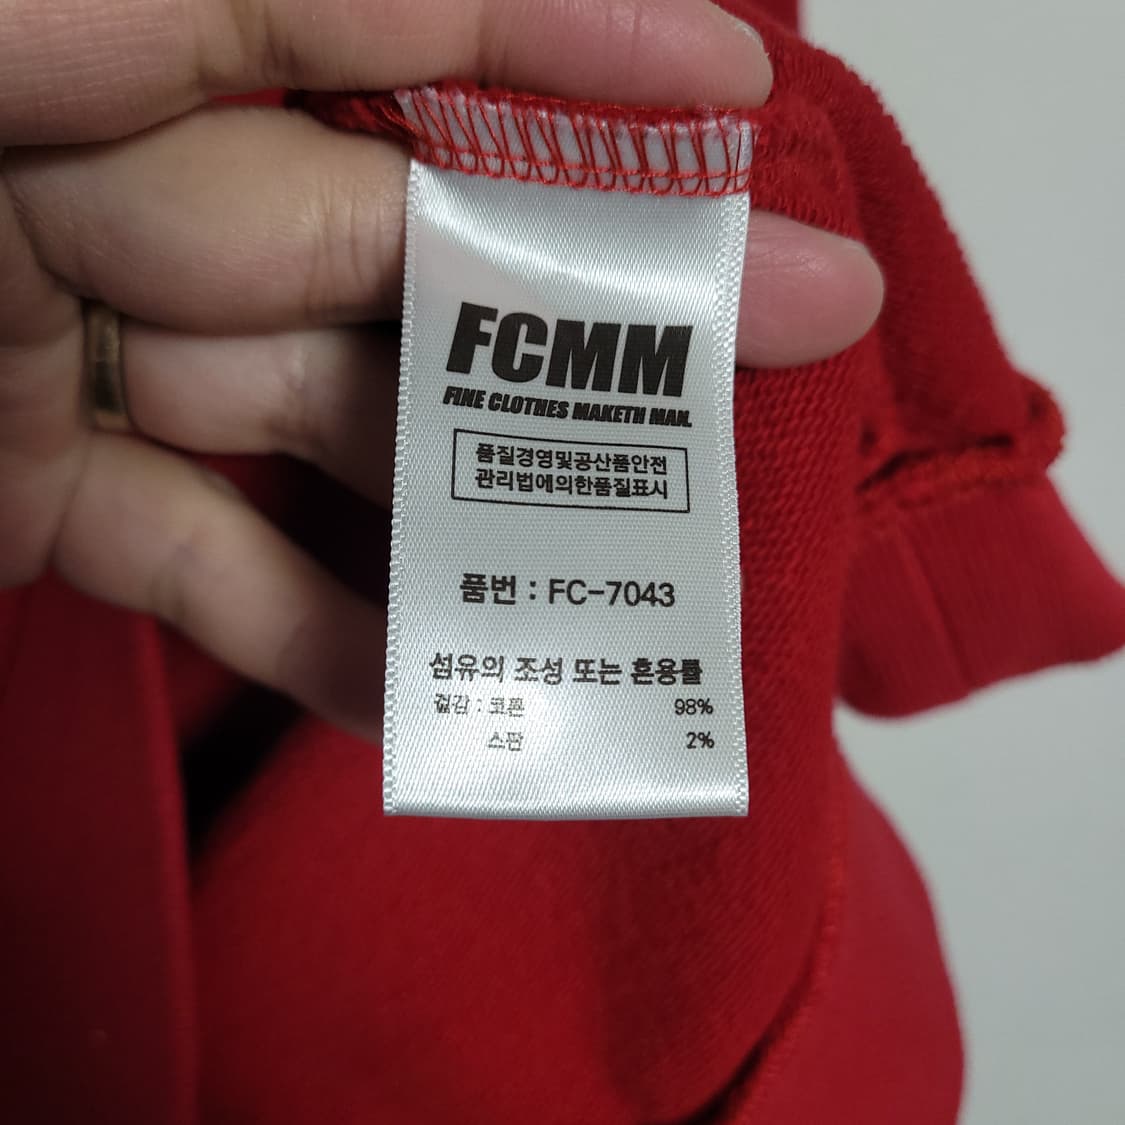 FCMM
FINE CLOTHES MAKETH MAN.
품질경영및공산품안전
관리법에의한품질표시
품번 : FC-7043
섬유의 조성 또는 혼용률
겉감 : 코튼 98%
스판 2%